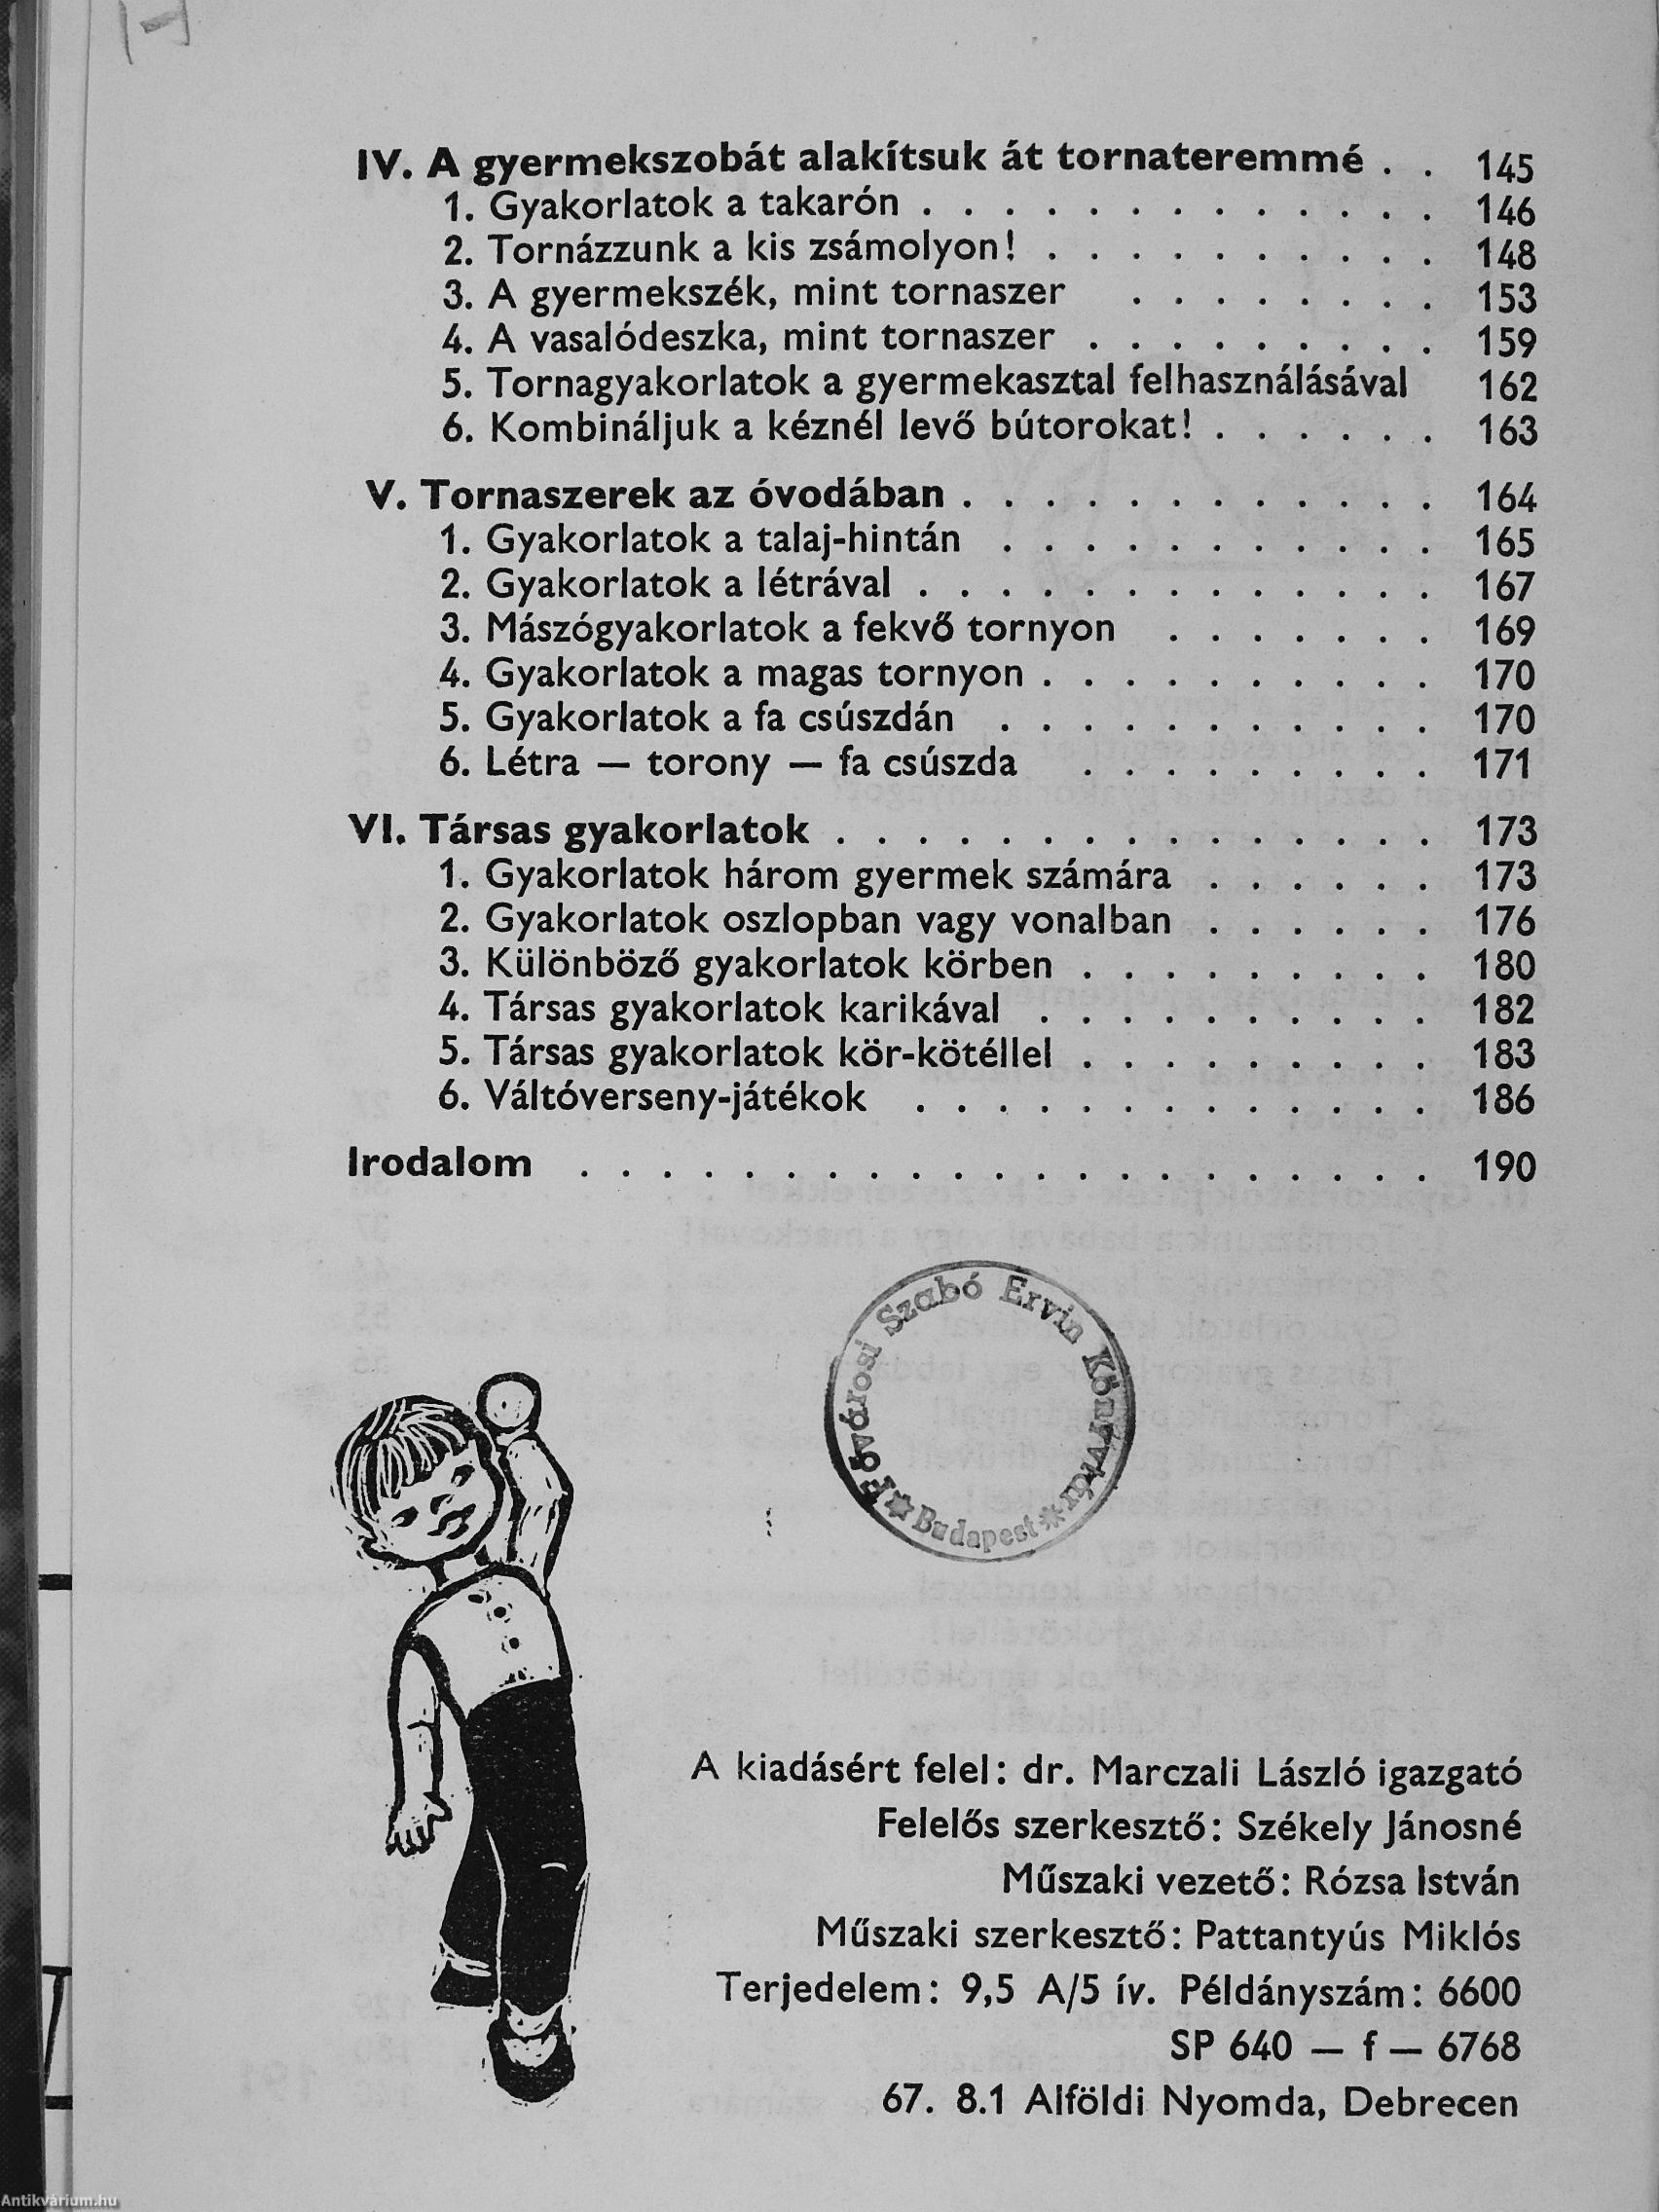 IV. A gyermekszobát alakítsuk át tornateremmé . . 145
1. Gyakorlatok a takarón . . . . . . . . . . . . . 146
2. Tornázzunk a kis zsámolyon! . . . . . . . . . . 148
3. A gyermekszék, mint tornaszer . . . . . . . . 153
4. A vasalódeszka, mint tornaszer . . . . . . . . . 159
5. Tornagyakorlatok a gyermekasztal felhasználásával 162
6. Kombináljuk a kéznél levő bútorokat! . . . . . . 163
V. Tornaszerek az óvodában . . . . . . . . . . . . 164
1. Gyakorlatok a talaj-hintán . . . . . . . . . . . 165
2. Gyakorlatok a létrával . . . . . . . . . . . . . 167
3. Mászógyakorlatok a fekvő tornyon . . . . . . . 169
4. Gyakorlatok a magas tornyon . . . . . . . . . . 170
5. Gyakorlatok a fa csúszdán . . . . . . . . . . . 170
6. Létra — torony — fa csúszda . . . . . . . . . 171
VI. Társas gyakorlatok . . . . . . . . . . . . . . . 173
1. Gyakorlatok három gyermek számára . . . . . . 173
2. Gyakorlatok oszlopban vagy vonalban . . . . . . 176
3. Különböző gyakorlatok körben . . . . . . . . . 180
4. Társas gyakorlatok karikával . . . . . . . . . . 182
5. Társas gyakorlatok kör-kötéllel . . . . . . . . . 183
6. Váltóverseny-játékok . . . . . . . . . . . . . 186
Irodalom . . . . . . . . . . . . . . . . . . . . . 190
Fővárosi Szabó Ervin Könyvtár
* Budapest *
A kiadásért felel: dr. Marczali László igazgató
Felelős szerkesztő: Székely Jánosné
Műszaki vezető: Rózsa István
Műszaki szerkesztő: Pattantyús Miklós
Terjedelem: 9,5 A/5 ív. Példányszám: 6600
SP 640 — f — 6768
67. 8.1 Alföldi Nyomda, Debrecen
Antikvárium.hu